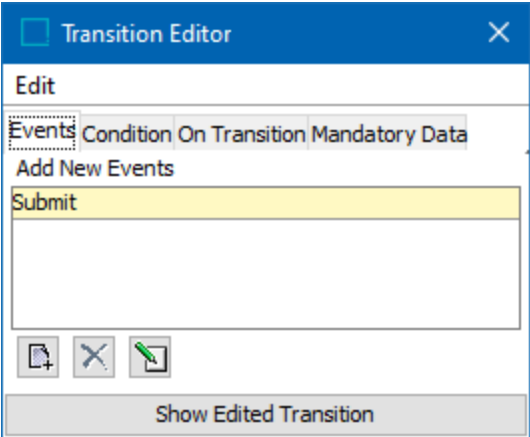 Transition Editor
Edit
Events Condition On Transition Mandatory Data
Add New Events
Submit
Show Edited Transition